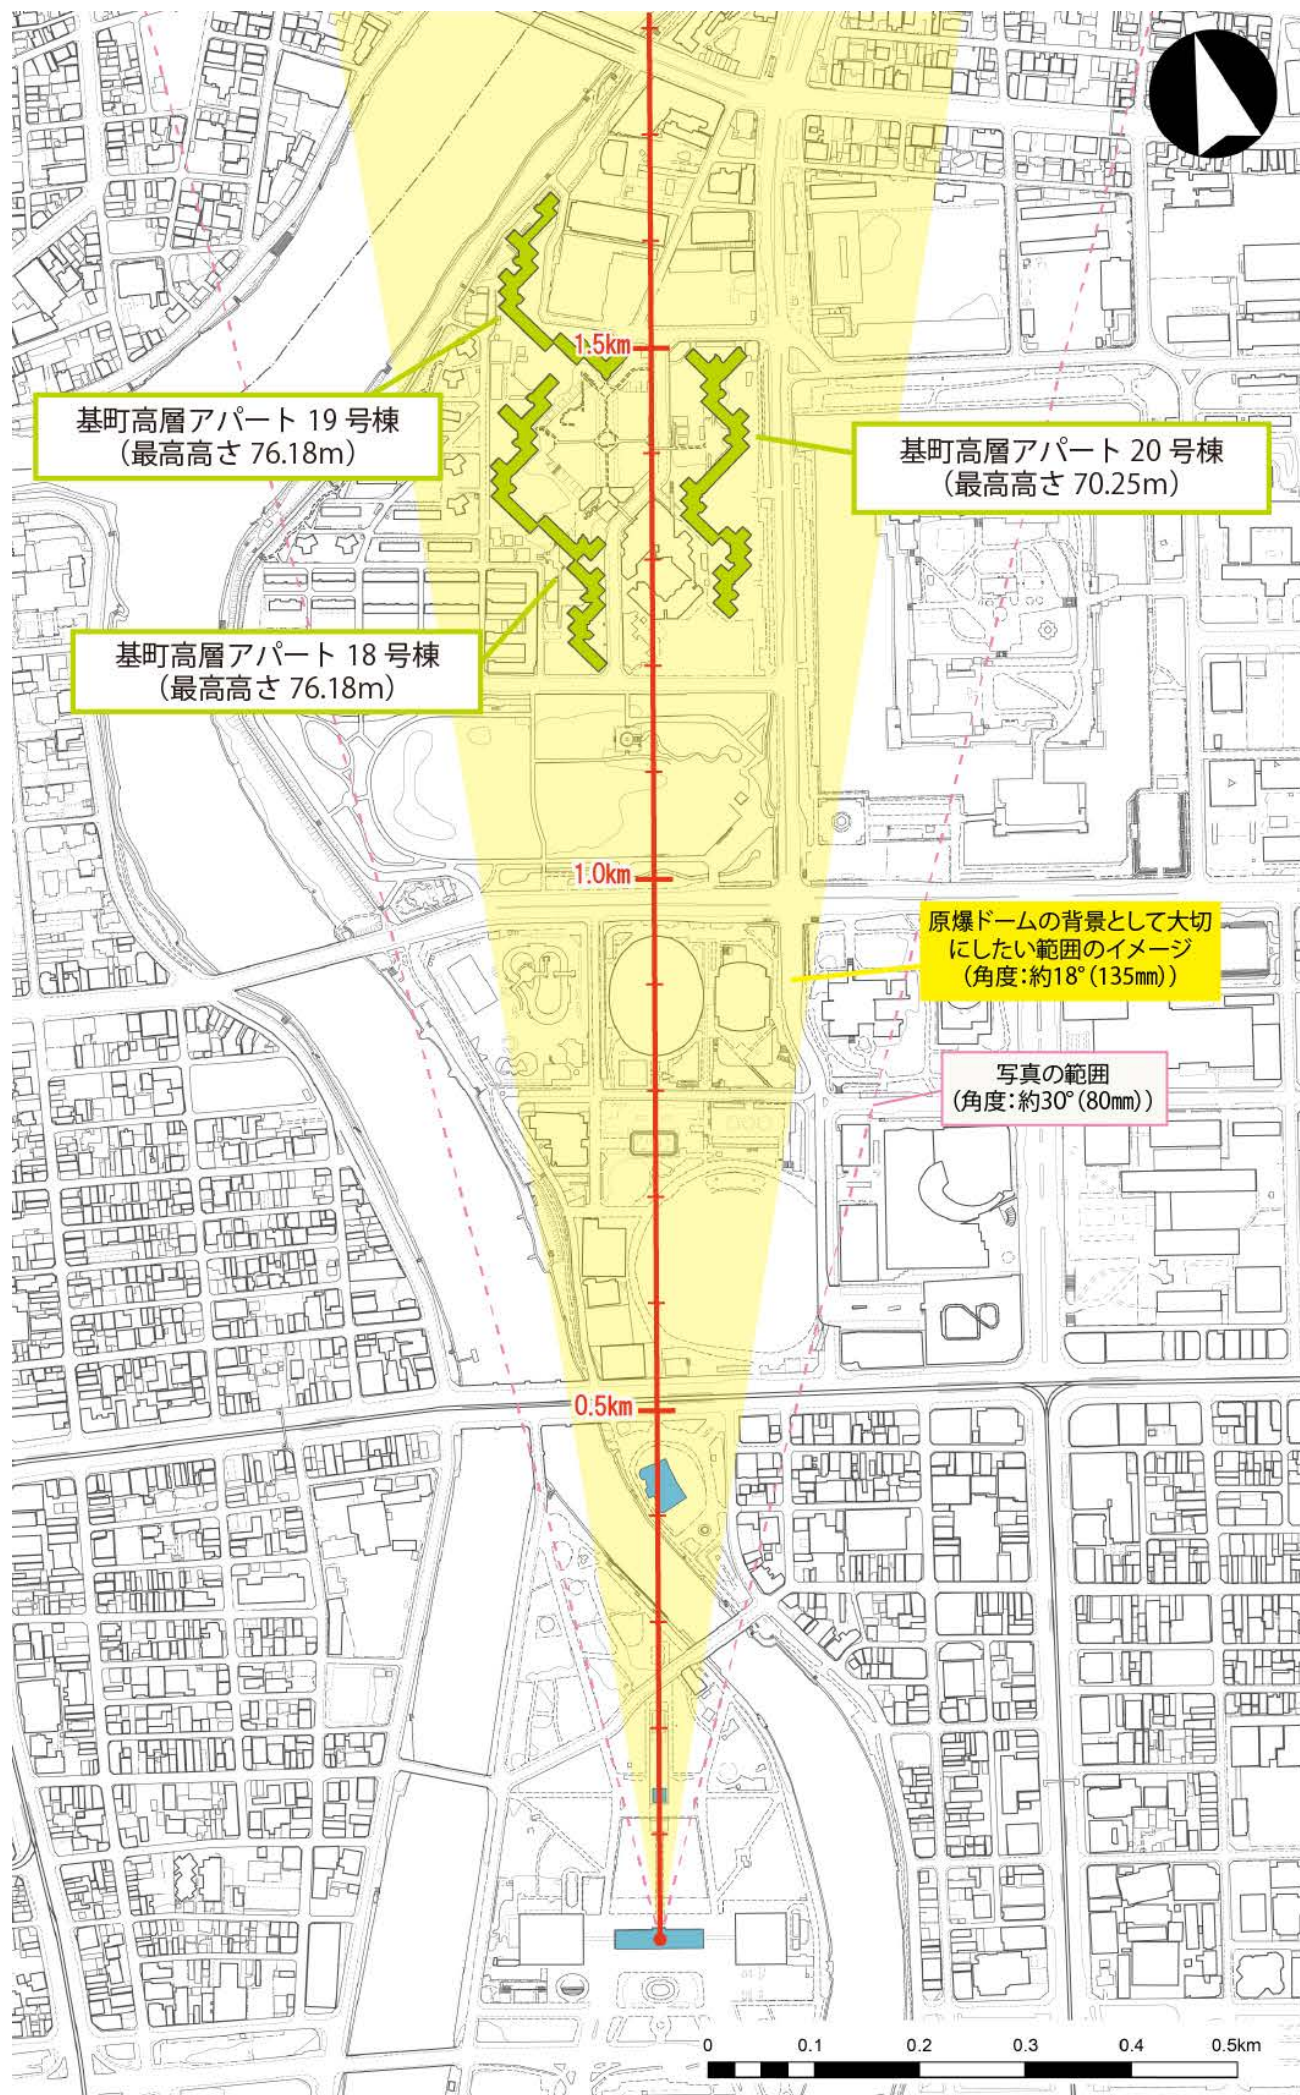 1.5km
基町高層アパート 19 号棟
（最高高さ 76.18m）
基町高層アパート 20 号棟
（最高高さ 70.25m）
基町高層アパート 18 号棟
（最高高さ 76.18m）
1.0km
原爆ドームの背景として大切
にしたい範囲のイメージ
（角度：約18°（135㎜））
写真の範囲
（角度：約30°（80㎜））
0.5km
0 0.1 0.2 0.3 0.4 0.5km